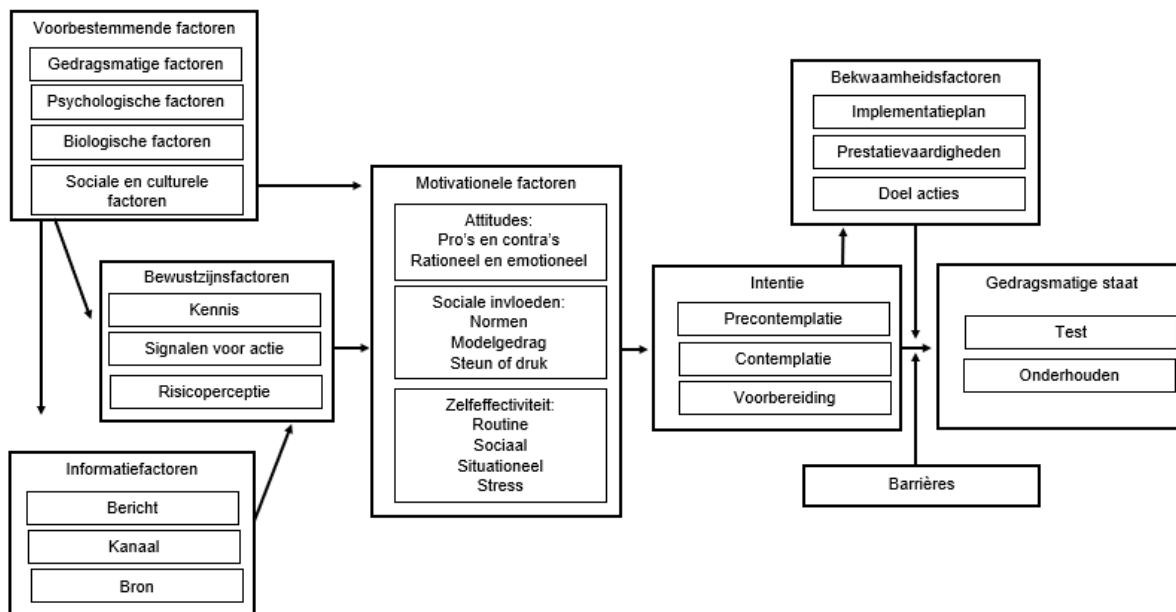 Voorbestemmende factoren
Gedragsmatige factoren
Psychologische factoren
Biologische factoren
Sociale en culturele
factoren
Bewustzijnsfactoren
Kennis
Signalen voor actie
Risicoperceptie
Informatiefactoren
Bericht
Kanaal
Bron
Motivationele factoren
Attitudes:
Pro's en contra's
Rationeel en emotioneel
Sociale invloeden:
Normen
Modelgedrag
Steun of druk
Zelfeffectiviteit:
Routine
Sociaal
Situationeel
Stress
Intentie
Precontemplatie
Contemplatie
Voorbereiding
Bekwaamheidsfactoren
Implementatieplan
Prestatievaardigheden
Doel acties
Gedragsmatige staat
Test
Onderhouden
Barrières